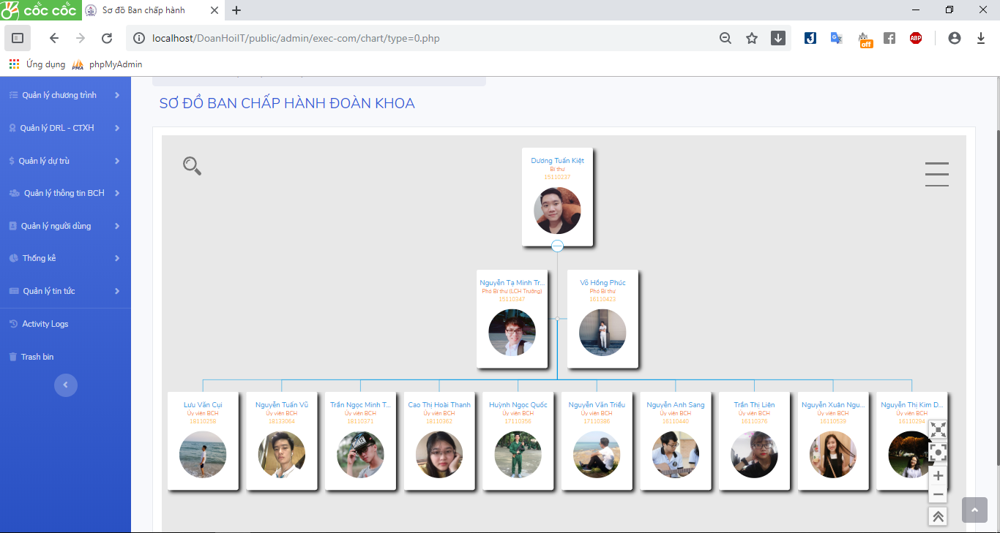 cốc cốc
Sơ đồ Ban chấp hành
localhost/DoanHoiIT/public/admin/exec-com/chart/type=0.php
off
ABP
Ứng dụng
PMA
phpMyAdmin
Quản lý chương trình
Quản lý DRL - CTXH
Quản lý dự trù
Quản lý thông tin BCH
Quản lý người dùng
Thống kê
Quản lý tin tức
Activity Logs
Trash bin
SƠ ĐỒ BAN CHẤP HÀNH ĐOÀN KHOA
Dương Tuấn Kiệt
Bí thư
15110237
Nguyễn Tạ Minh Tr...
Phó Bí thư (LCH Trưởng)
16110347
Võ Hồng Phúc
Phó Bí thư
16110423
Lưu Văn Cụi
Ủy viên BCH
18110258
Nguyễn Tuấn Vũ
Ủy viên BCH
18133064
Trần Ngọc Minh T...
Ủy viên BCH
18110371
Cao Thị Hoài Thanh
Ủy viên BCH
18110362
Huỳnh Ngọc Quốc
Ủy viên BCH
17110356
Nguyễn Văn Triều
Ủy viên BCH
17110386
Nguyễn Anh Sang
Ủy viên BCH
16110440
Trần Thị Liên
Ủy viên BCH
16110376
Nguyễn Xuân Ngu...
Ủy viên BCH
16110539
Nguyễn Thị Kim D...
Ủy viên BCH
16110294